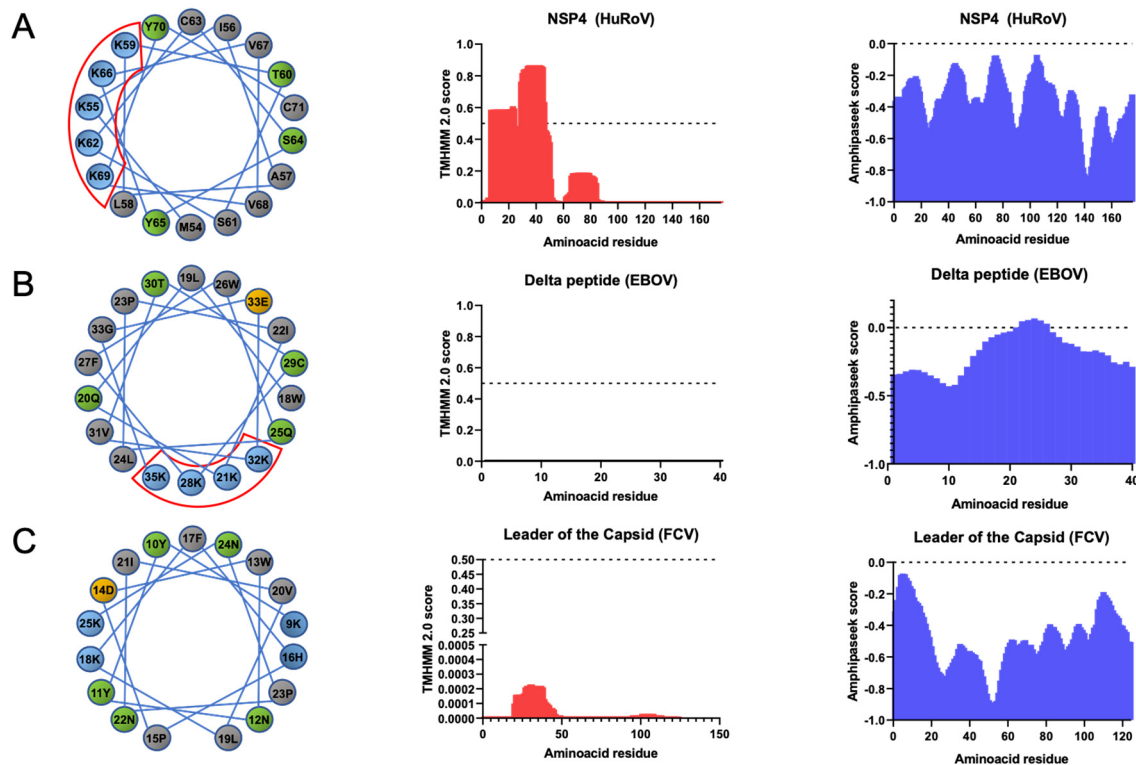 A
Y70
C63
I56
K59
V67
K66
T60
K55
C71
K62
S64
K69
A57
L58
V68
Y65
M54
S61
NSP4 (HuRoV)
TMHMM 2.0 score
1.0
0.8
0.6
0.4
0.2
0.0
0 20 40 60 80 100 120 140 160
Aminoacid residue
NSP4 (HuRoV)
Amphipaseek score
0.0
-0.2
-0.4
-0.6
-0.8
-1.0
0 20 40 60 80 100 120 140 160
Aminoacid residue
B
30T
19L
26W
23P
33E
33G
22I
27F
29C
20Q
18W
31V
25Q
24L
32K
35K
28K
21K
Delta peptide (EBOV)
TMHMM 2.0 score
1.0
0.8
0.6
0.4
0.2
0.0
0 10 20 30 40
Aminoacid residue
Delta peptide (EBOV)
Amphipaseek score
0.0
-0.5
-1.0
10 20 30 40
Aminoacid residue
C
10Y
17F
24N
21I
13W
14D
20V
25K
9K
18K
16H
11Y
23P
22N
12N
15P
19L
Leader of the Capsid (FCV)
TMHMM 2.0 score
0.50
0.45
0.40
0.35
0.30
0.25
0.0005
0.0004
0.0003
0.0002
0.0001
0.0000
0 50 100 150
Aminoacid residue
Leader of the Capsid (FCV)
Amphipaseek score
0.0
-0.2
-0.4
-0.6
-0.8
-1.0
0 20 40 60 80 100 120
Aminoacid residue